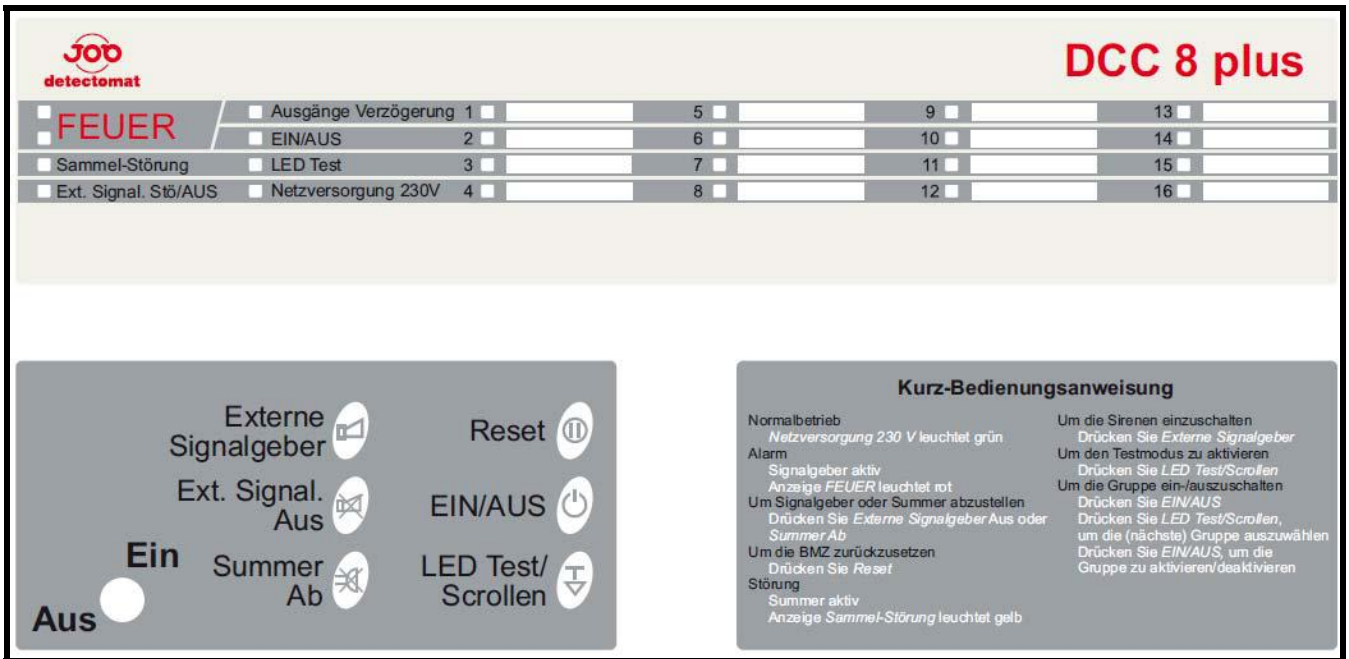 JOB
detectomat
DCC 8 plus
FEUER
Ausgänge Verzögerung 1 5 9 13
EIN/AUS 2 6 10 14
Sammel-Störung LED Test 3 7 11 15
Ext. Signal. Stö/AUS Netzversorgung 230V 4 8 12 16
Externe
Signalgeber
Reset
Ext. Signal.
Aus
EIN/AUS
Ein
Aus
Summer
Ab
LED Test/
Scrollen
Kurz-Bedienungsanweisung
Normalbetrieb
Netzversorgung 230 V leuchtet grün
Alarm
Signalgeber aktiv
Anzeige FEUER leuchtet rot
Um Signalgeber oder Summer abzustellen
Drücken Sie Externe Signalgeber Aus oder
Summer Ab
Um die BMZ zurückzusetzen
Drücken Sie Reset
Störung
Summer aktiv
Anzeige Sammel-Störung leuchtet gelb
Um die Sirenen einzuschalten
Drücken Sie Externe Signalgeber
Um den Testmodus zu aktivieren
Drücken Sie LED Test/Scrollen
Um die Gruppe ein-/auszuschalten
Drücken Sie EIN/AUS
Drücken Sie LED Test/Scrollen,
um die (nächste) Gruppe auszuwählen
Drücken Sie EIN/AUS, um die
Gruppe zu aktivieren/deaktivieren